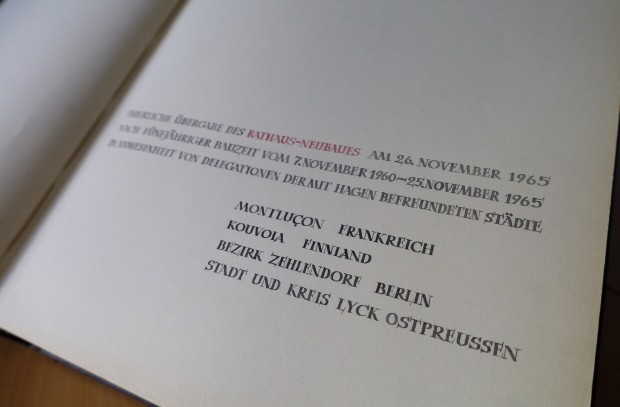 FEIERLICHE ÜBERGABE DES RATHAUS-NEUBAUES AM 26. NOVEMBER 1965
NACH FÜNFJÄHRIGER BAUZEIT VOM 7. NOVEMBER 1960–25. NOVEMBER 1965
IN ANWESENHEIT VON DELEGATIONEN DER MIT HAGEN BEFREUNDETEN STÄDTE
MONTLUÇON FRANKREICH
KOUVOLA FINNLAND
BEZIRK ZEHLENDORF BERLIN
STADT UND KREIS LYCK OSTPREUSSEN